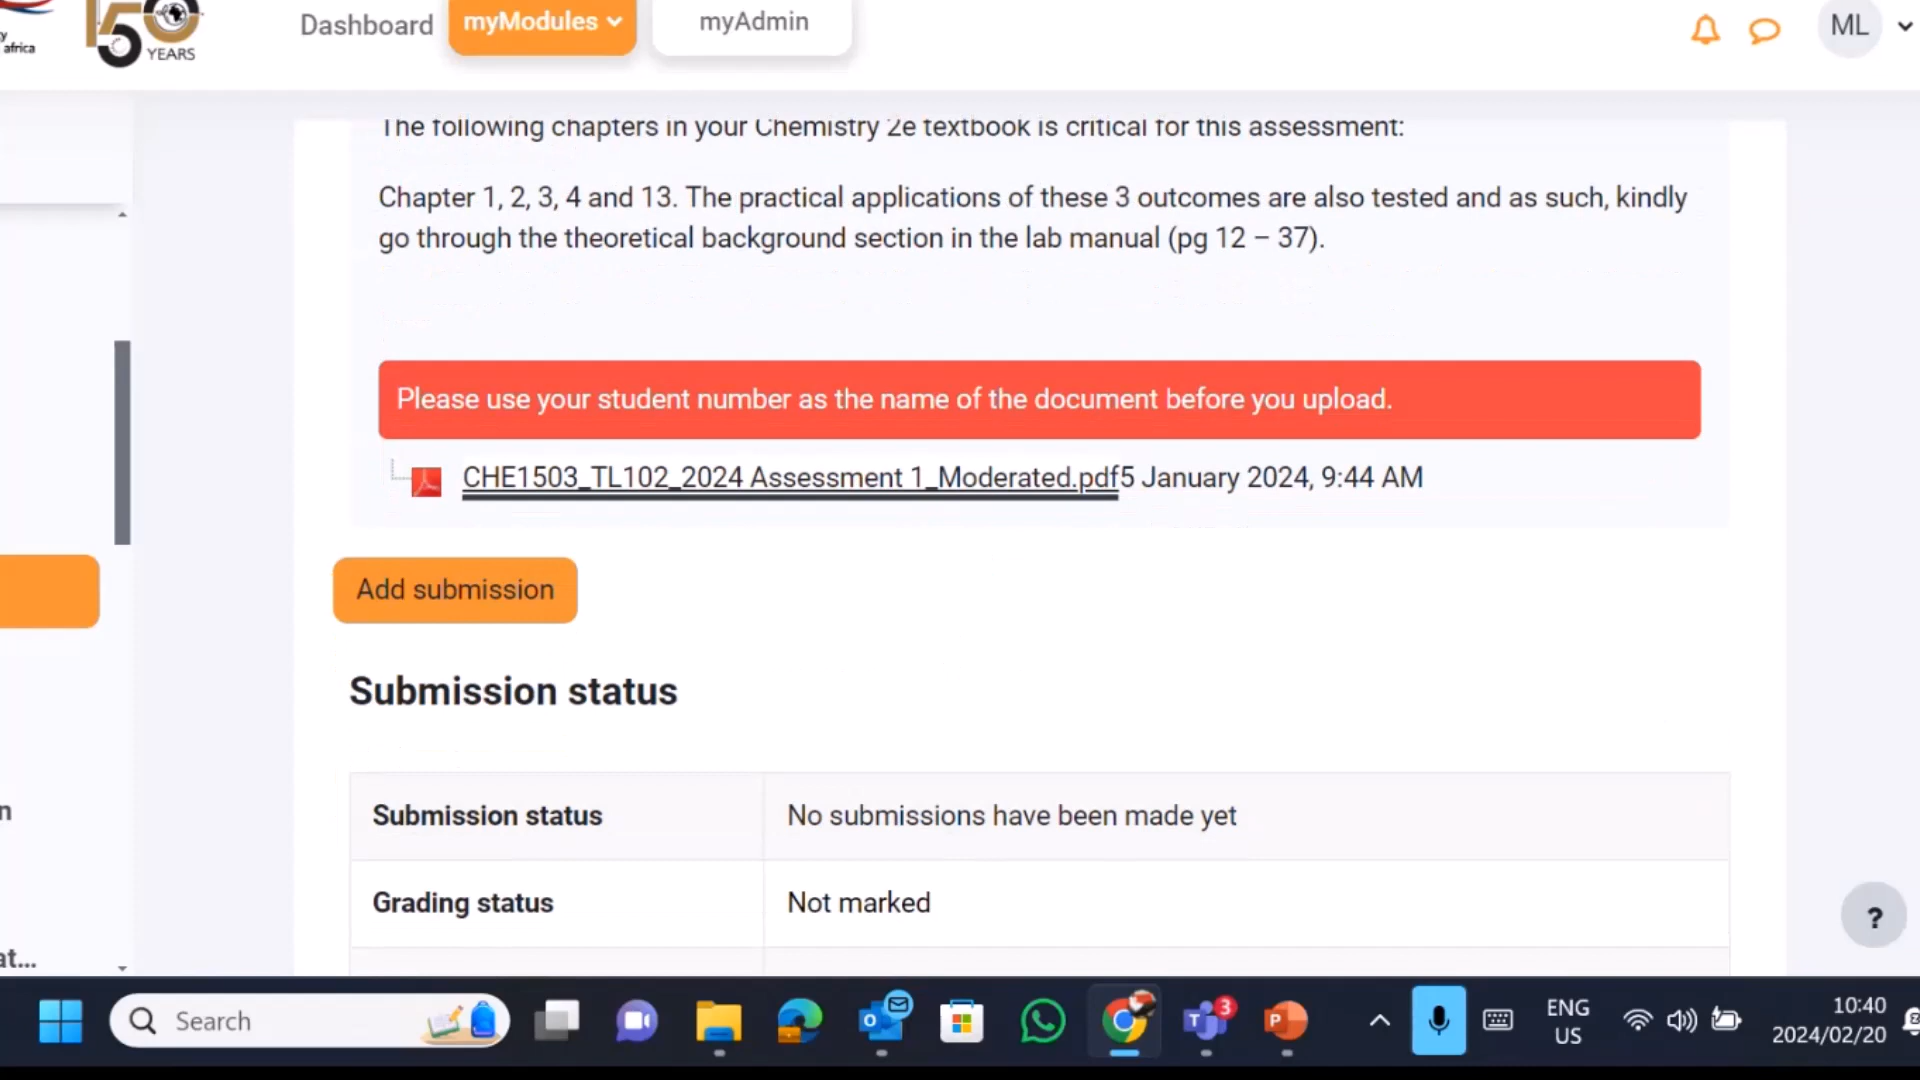 y
africa
150
YEARS
Dashboard
myModules
myAdmin
ML
The following chapters in your Chemistry 2e textbook is critical for this assessment:
Chapter 1, 2, 3, 4 and 13. The practical applications of these 3 outcomes are also tested and as such, kindly
go through the theoretical background section in the lab manual (pg 12 – 37).
Please use your student number as the name of the document before you upload.
CHE1503_TL102_2024 Assessment 1_Moderated.pdf5 January 2024, 9:44 AM
Add submission
Submission status
Submission status
No submissions have been made yet
Grading status
Not marked
n
at...
?
Search
3
ENG
US
10:40
2024/02/20